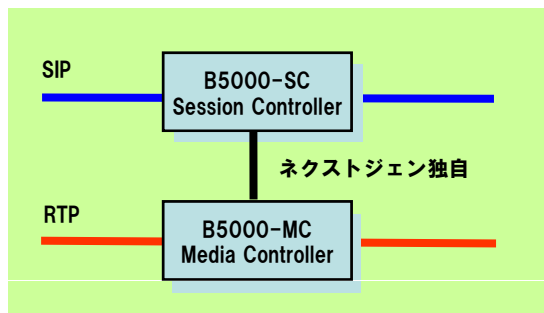 SIP
B5000-SC
Session Controller
ネクストジェン独自
RTP
B5000-MC
Media Controller